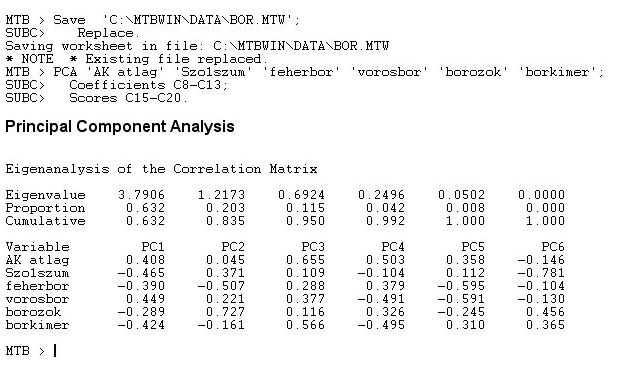 MTB > Save 'C:\MTBWIN\DATA\BOR.MTW';
SUBC> Replace.
Saving worksheet in file: C:\MTBWIN\DATA\BOR.MTW
* NOTE * Existing file replaced.
MTB > PCA 'AK atlag' 'Szo1szum' 'feherbor' 'vorosbor' 'borozok' 'borkimer';
SUBC> Coefficients C8-C13;
SUBC> Scores C15-C20.
Principal Component Analysis
Eigenanalysis of the Correlation Matrix
Eigenvalue 3.7906 1.2173 0.6924 0.2496 0.0502 0.0000
Proportion 0.632 0.203 0.115 0.042 0.008 0.000
Cumulative 0.632 0.835 0.950 0.992 1.000 1.000
Variable PC1 PC2 PC3 PC4 PC5 PC6
AK atlag 0.408 0.045 0.655 0.503 0.358 -0.146
Szo1szum -0.465 0.371 0.109 -0.104 0.112 -0.781
feherbor -0.390 -0.507 0.288 0.379 -0.595 -0.104
vorosbor 0.449 0.221 0.377 -0.491 -0.591 -0.130
borozok -0.289 0.727 0.116 0.326 -0.245 0.456
borkimer -0.424 -0.161 0.566 -0.495 0.310 0.365
MTB >